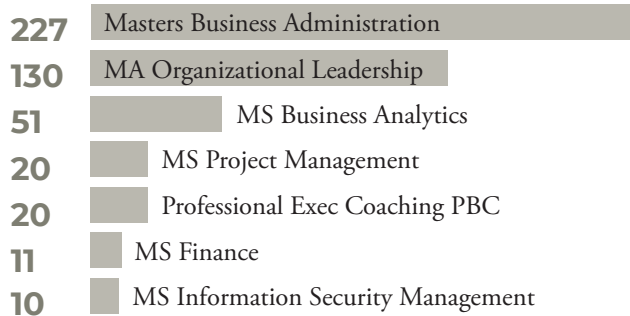 227 Masters Business Administration
130 MA Organizational Leadership
51 MS Business Analytics
20 MS Project Management
20 Professional Exec Coaching PBC
11 MS Finance
10 MS Information Security Management